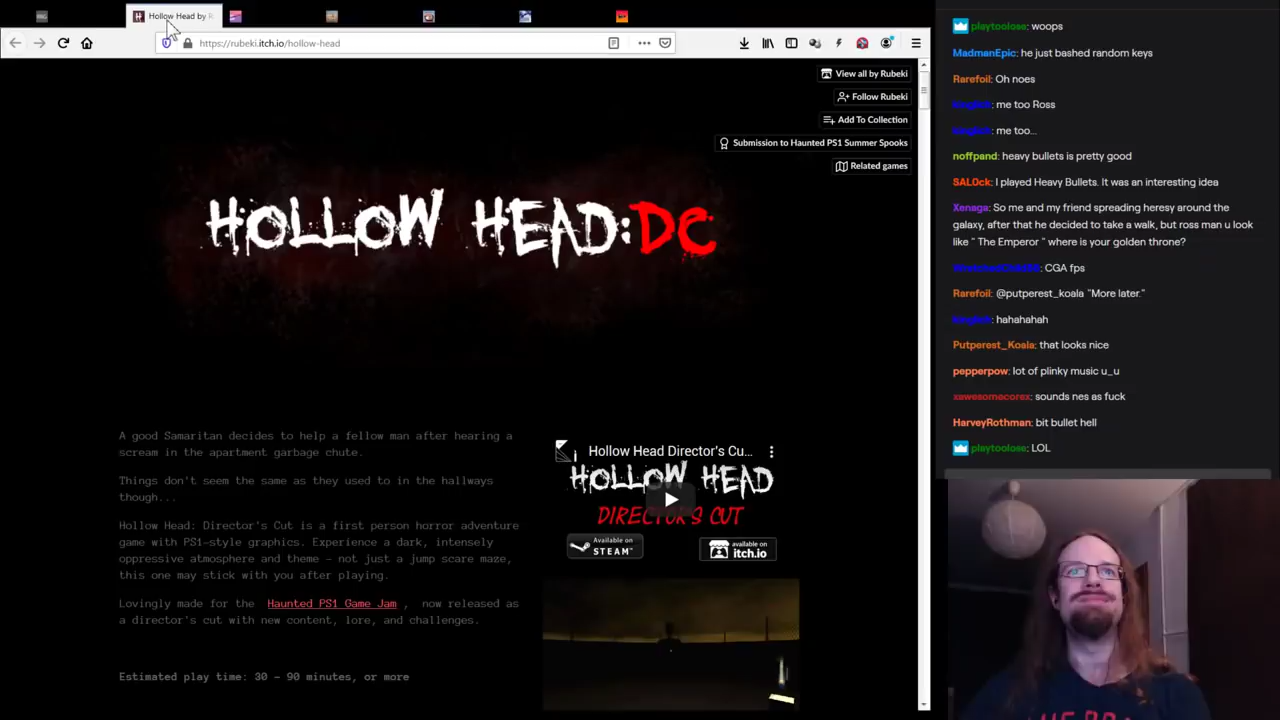 Hollow Head by R
https://rubeki.itch.io/hollow-head
View all by Rubeki
Follow Rubeki
Add To Collection
Submission to Haunted PS1 Summer Spooks
Related games
HOLLOW HEAD:DC
A good Samaritan decides to help a fellow man after hearing a
scream in the apartment garbage chute.
Things don't seem the same as they used to in the hallways
though...
Hollow Head: Director's Cut is a first person horror adventure
game with PS1-style graphics. Experience a dark, intensely
oppressive atmosphere and theme - not just a jump scare maze,
this one may stick with you after playing.
Lovingly made for the Haunted PS1 Game Jam , now released as
a director's cut with new content, lore, and challenges.
Estimated play time: 30 - 90 minutes, or more
Hollow Head Director's Cu...
HOLLOW HEAD
DIRECTOR'S CUT
Available on
STEAM
available on
itch.io
playtoolose: woops
MadmanEpic: he just bashed random keys
Rarefoil: Oh noes
: me too Ross
: me too...
noffpand: heavy bullets is pretty good
SAL0ck: I played Heavy Bullets. It was an interesting idea
Xenaga: So me and my friend spreading heresy around the
galaxy, after that he decided to take a walk, but ross man u look
like " The Emperor " where is your golden throne?
: CGA fps
Rarefoil: @putperest_koala "More later."
: hahahahah
Putperest_Koala: that looks nice
pepperpow: lot of plinky music u_u
xawesomecorex: sounds nes as fuck
HarveyRothman: bit bullet hell
playtoolose: LOL